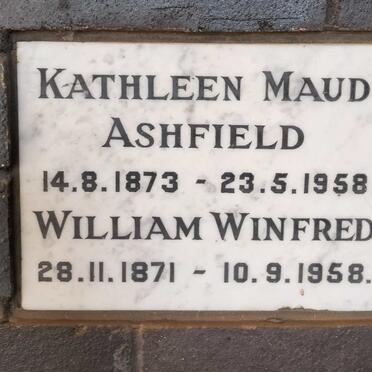 KATHLEEN MAUD
ASHFIELD
14.8.1873 - 23.5.1958
WILLIAM WINFRED
28.11.1871 - 10.9.1958.